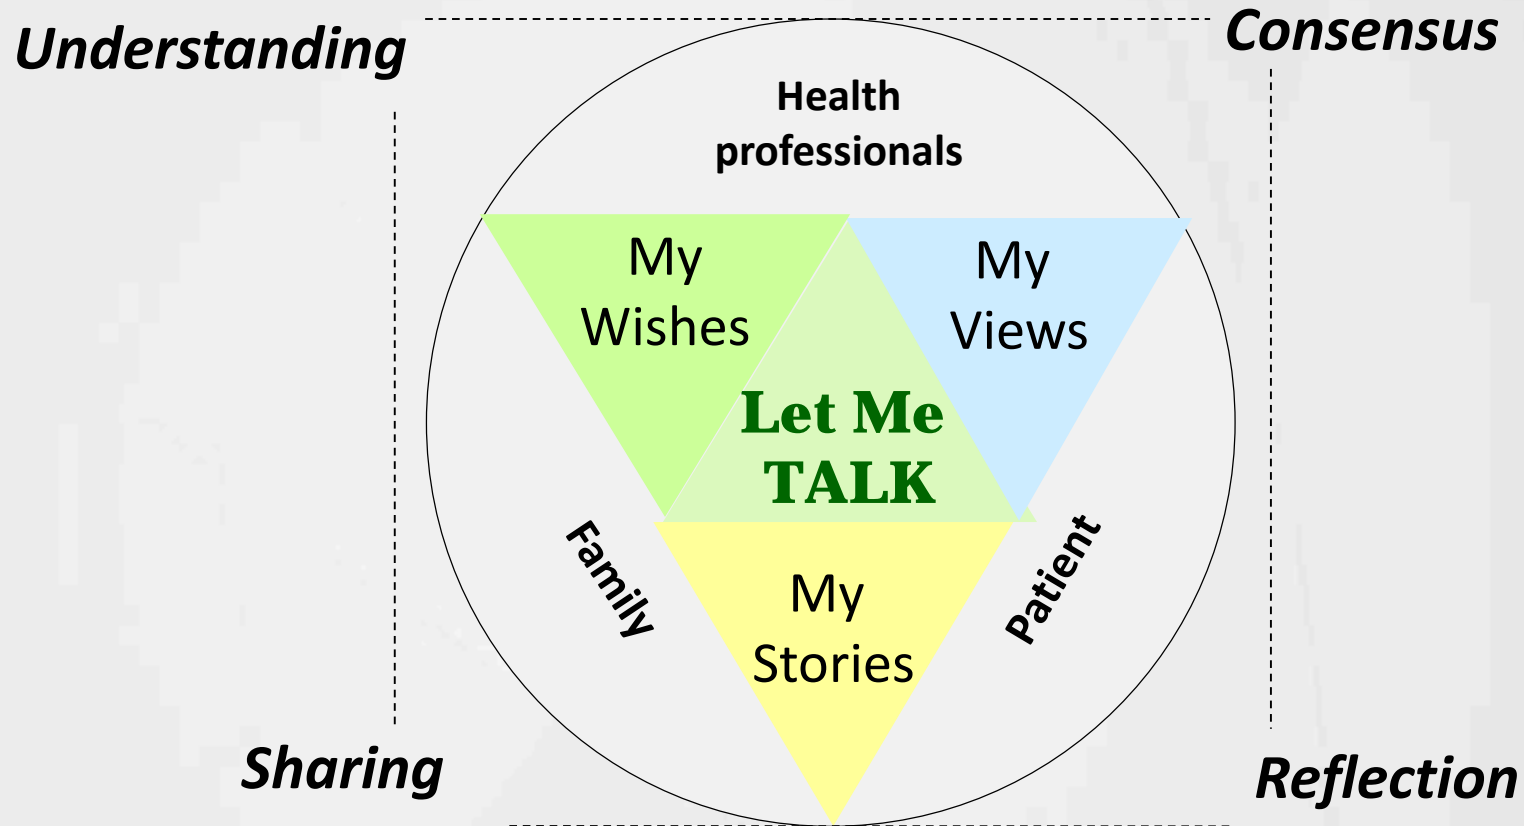 Understanding
Consensus
Health
professionals
My
Wishes
My
Views
Let Me
TALK
Family
Patient
My
Stories
Sharing
Reflection